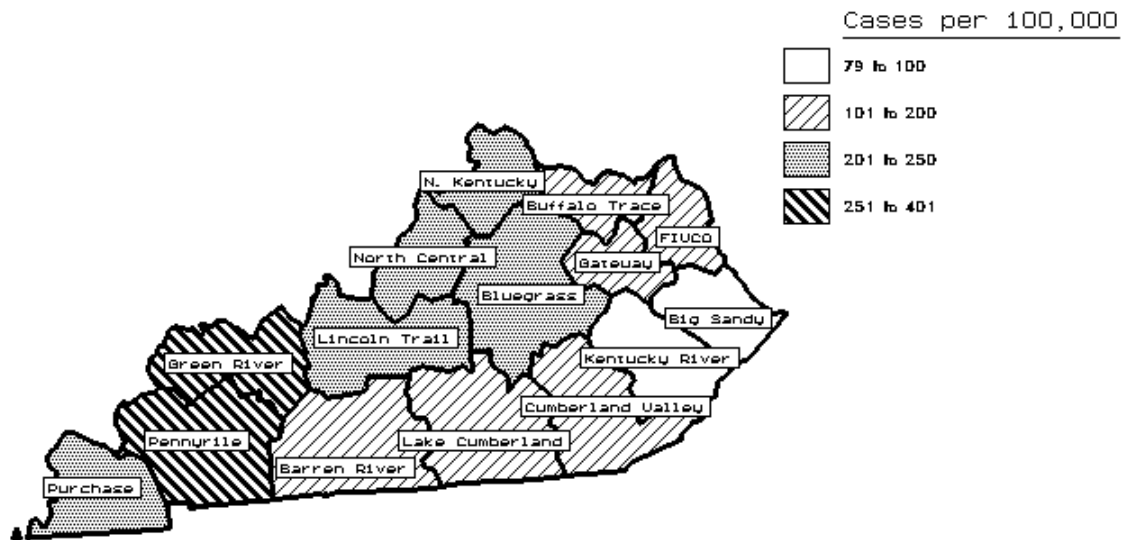 Cases per 100,000
79 to 100
101 to 200
201 to 250
251 to 401
N. Kentucky
Buffalo Trace
FIVCO
North Central
Gateway
Bluegrass
Big Sandy
Lincoln Trail
Kentucky River
Green River
Cumberland Valley
Pennyrile
Lake Cumberland
Barren River
Purchase